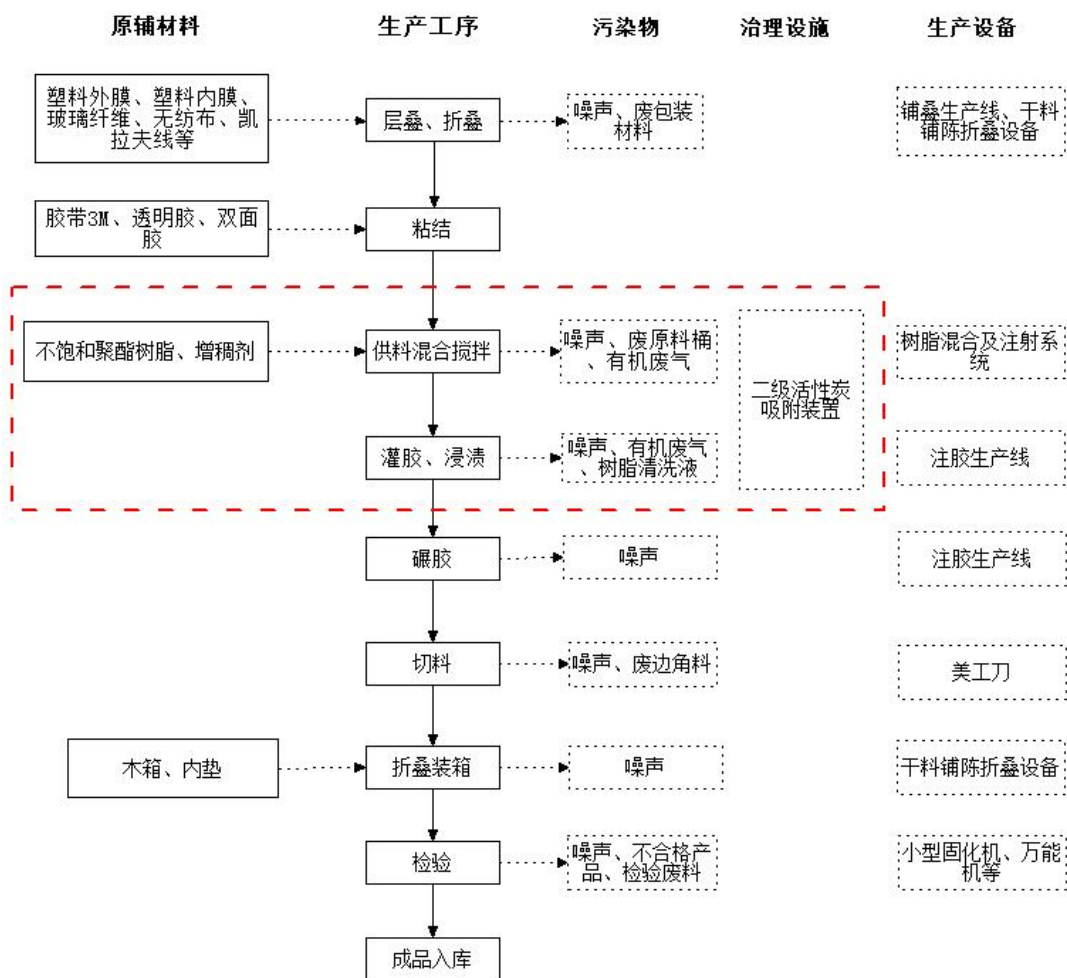 原辅材料
生产工序
污染物
治理设施
生产设备
塑料外膜、塑料内膜、
玻璃纤维、无纺布、凯
拉夫线等
层叠、折叠
噪声、废包装
材料
铺叠生产线、干料
铺陈折叠设备
胶带3M、透明胶、双面
胶
粘结
不饱和聚酯树脂、增稠剂
供料混合搅拌
噪声、废原料桶
、有机废气
二级活性炭
吸附装置
树脂混合及注射系
统
灌胶、浸渍
噪声、有机废气
、树脂清洗液
注胶生产线
碾胶
噪声
注胶生产线
切料
噪声、废边角料
美工刀
木箱、内垫
折叠装箱
噪声
干料铺陈折叠设备
检验
噪声、不合格产
品、检验废料
小型固化机、万能
机等
成品入库